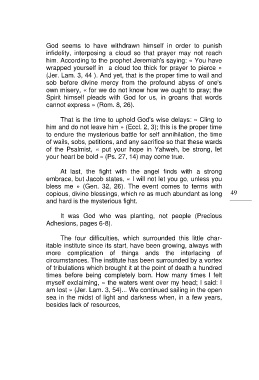 God seems to have withdrawn himself in order to punish
infidelity, interposing a cloud so that prayer may not reach
him. According to the prophet Jeremiah's saying: « You have
wrapped yourself in a cloud too thick for prayer to pierce »
(Jer. Lam. 3, 44 ). And yet, that is the proper time to wail and
sob before divine mercy from the profound abyss of one's
own misery, « for we do not know how we ought to pray; the
Spirit himself pleads with God for us, in groans that words
cannot express » (Rom. 8, 26).
That is the time to uphold God's wise delays: « Cling to
him and do not leave him » (Eccl. 2, 3); this is the proper time
to endure the mysterious battle for self annihilation, the time
of wails, sobs, petitions, and any sacrifice so that these wards
of the Psalmist, « put your hope in Yahweh, be strong, let
your heart be bold » (Ps. 27, 14) may come true.
At last, the fight with the angel finds with a strong
embrace, but Jacob states, « I will not let you go, unless you
bless me » (Gen. 32, 26). The event comes to terms with
copious, divine blessings, which re as much abundant as long
and hard is the mysterious fight.
49
It was God who was planting, not people (Precious
Adhesions, pages 6-8).
The four difficulties, which surrounded this little char-
itable institute since its start, have been growing, always with
more complication of things ands the interlacing of
circumstances. The institute has been surrounded by a vortex
of tribulations which brought it at the point of death a hundred
times before being completely born. How many times I felt
myself exclaiming, « the waters went over my head; I said: I
am lost » (Jer. Lam. 3, 54)... We continued sailing in the open
sea in the midst of light and darkness when, in a few years,
besides lack of resources,